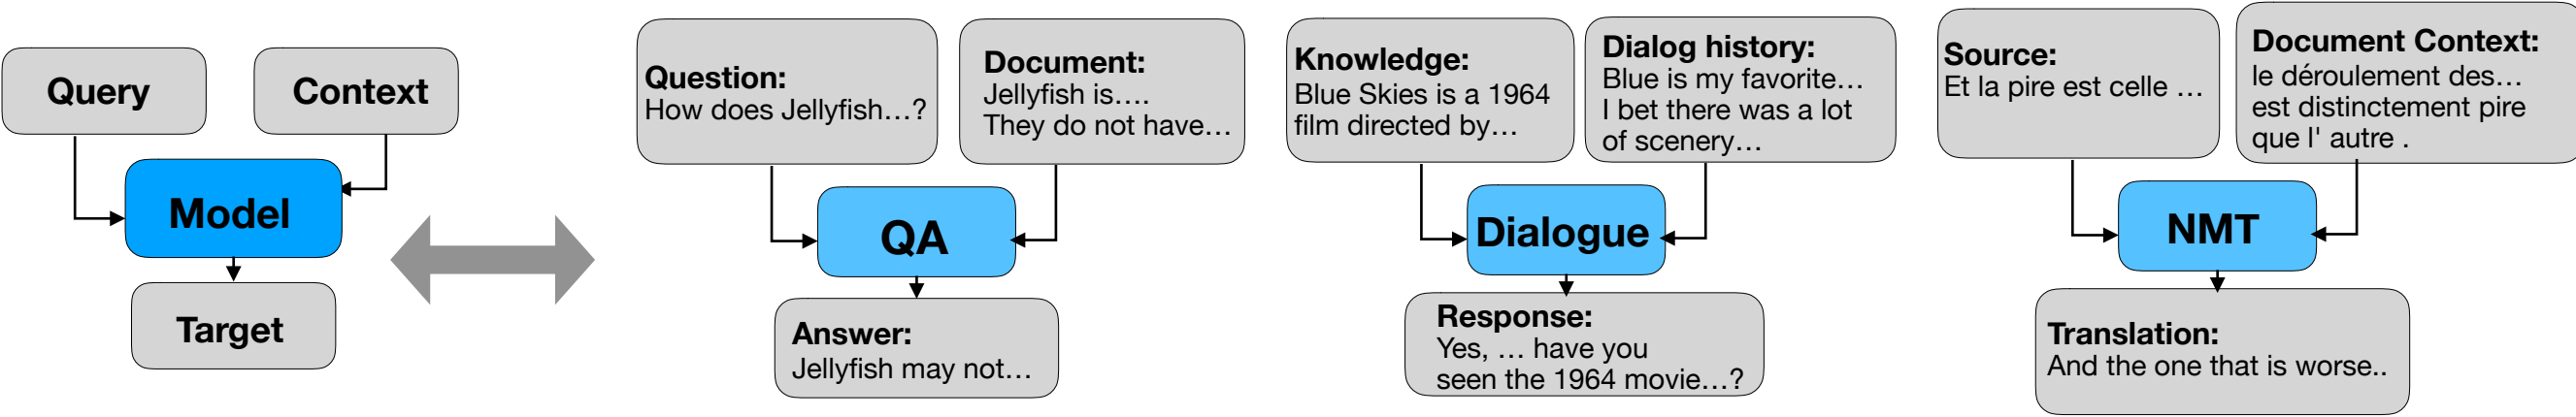 Query
Context
Model
Target
Question:
How does Jellyfish…?
Document:
Jellyfish is….
They do not have…
QA
Answer:
Jellyfish may not…
Knowledge:
Blue Skies is a 1964
film directed by…
Dialog history:
Blue is my favorite…
I bet there was a lot
of scenery…
Dialogue
Response:
Yes, … have you
seen the 1964 movie…?
Source:
Et la pire est celle …
Document Context:
le déroulement des…
est distinctement pire
que l' autre .
NMT
Translation:
And the one that is worse..